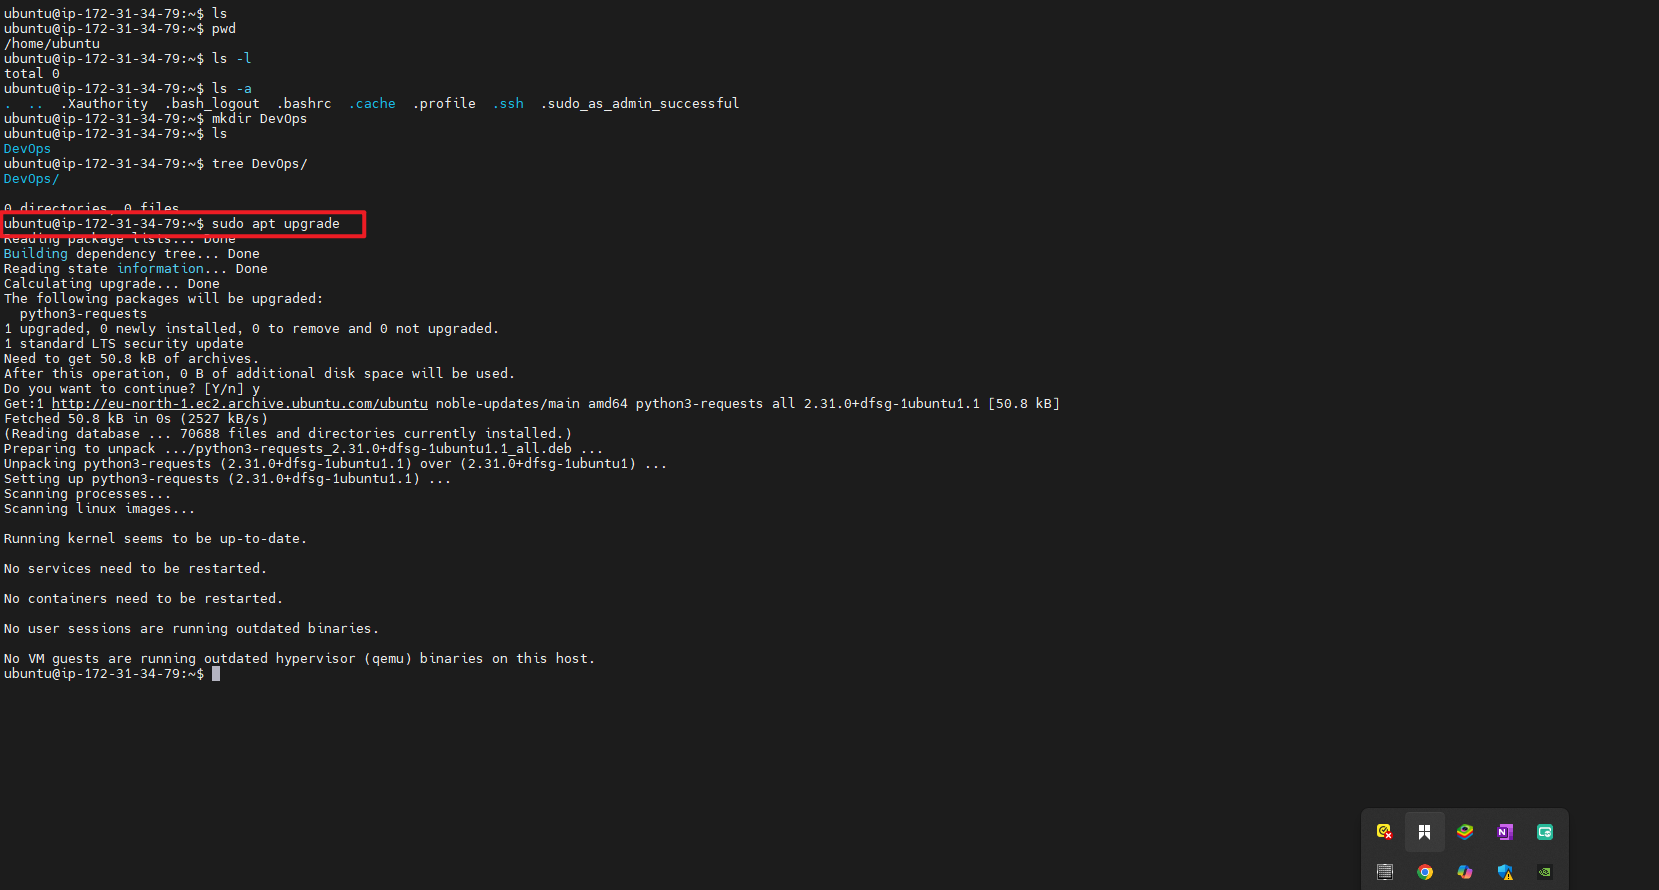 ubuntu@ip-172-31-34-79:~$ ls
ubuntu@ip-172-31-34-79:~$ pwd
/home/ubuntu
ubuntu@ip-172-31-34-79:~$ ls -l
total 0
ubuntu@ip-172-31-34-79:~$ ls -a
.  ..  .Xauthority  .bash_logout  .bashrc  .cache  .profile  .ssh  .sudo_as_admin_successful
ubuntu@ip-172-31-34-79:~$ mkdir DevOps
ubuntu@ip-172-31-34-79:~$ ls
DevOps
ubuntu@ip-172-31-34-79:~$ tree DevOps/
DevOps/
0 directories, 0 files
ubuntu@ip-172-31-34-79:~$ sudo apt upgrade
Reading package lists... Done
Building dependency tree... Done
Reading state information... Done
Calculating upgrade... Done
The following packages will be upgraded:
  python3-requests
1 upgraded, 0 newly installed, 0 to remove and 0 not upgraded.
1 standard LTS security update
Need to get 50.8 kB of archives.
After this operation, 0 B of additional disk space will be used.
Do you want to continue? [Y/n] y
Get:1 http://eu-north-1.ec2.archive.ubuntu.com/ubuntu noble-updates/main amd64 python3-requests all 2.31.0+dfsg-1ubuntu1.1 [50.8 kB]
Fetched 50.8 kB in 0s (2527 kB/s)
(Reading database ... 70688 files and directories currently installed.)
Preparing to unpack .../python3-requests_2.31.0+dfsg-1ubuntu1.1_all.deb ...
Unpacking python3-requests (2.31.0+dfsg-1ubuntu1.1) over (2.31.0+dfsg-1ubuntu1) ...
Setting up python3-requests (2.31.0+dfsg-1ubuntu1.1) ...
Scanning processes...
Scanning linux images...
Running kernel seems to be up-to-date.
No services need to be restarted.
No containers need to be restarted.
No user sessions are running outdated binaries.
No VM guests are running outdated hypervisor (qemu) binaries on this host.
ubuntu@ip-172-31-34-79:~$
N